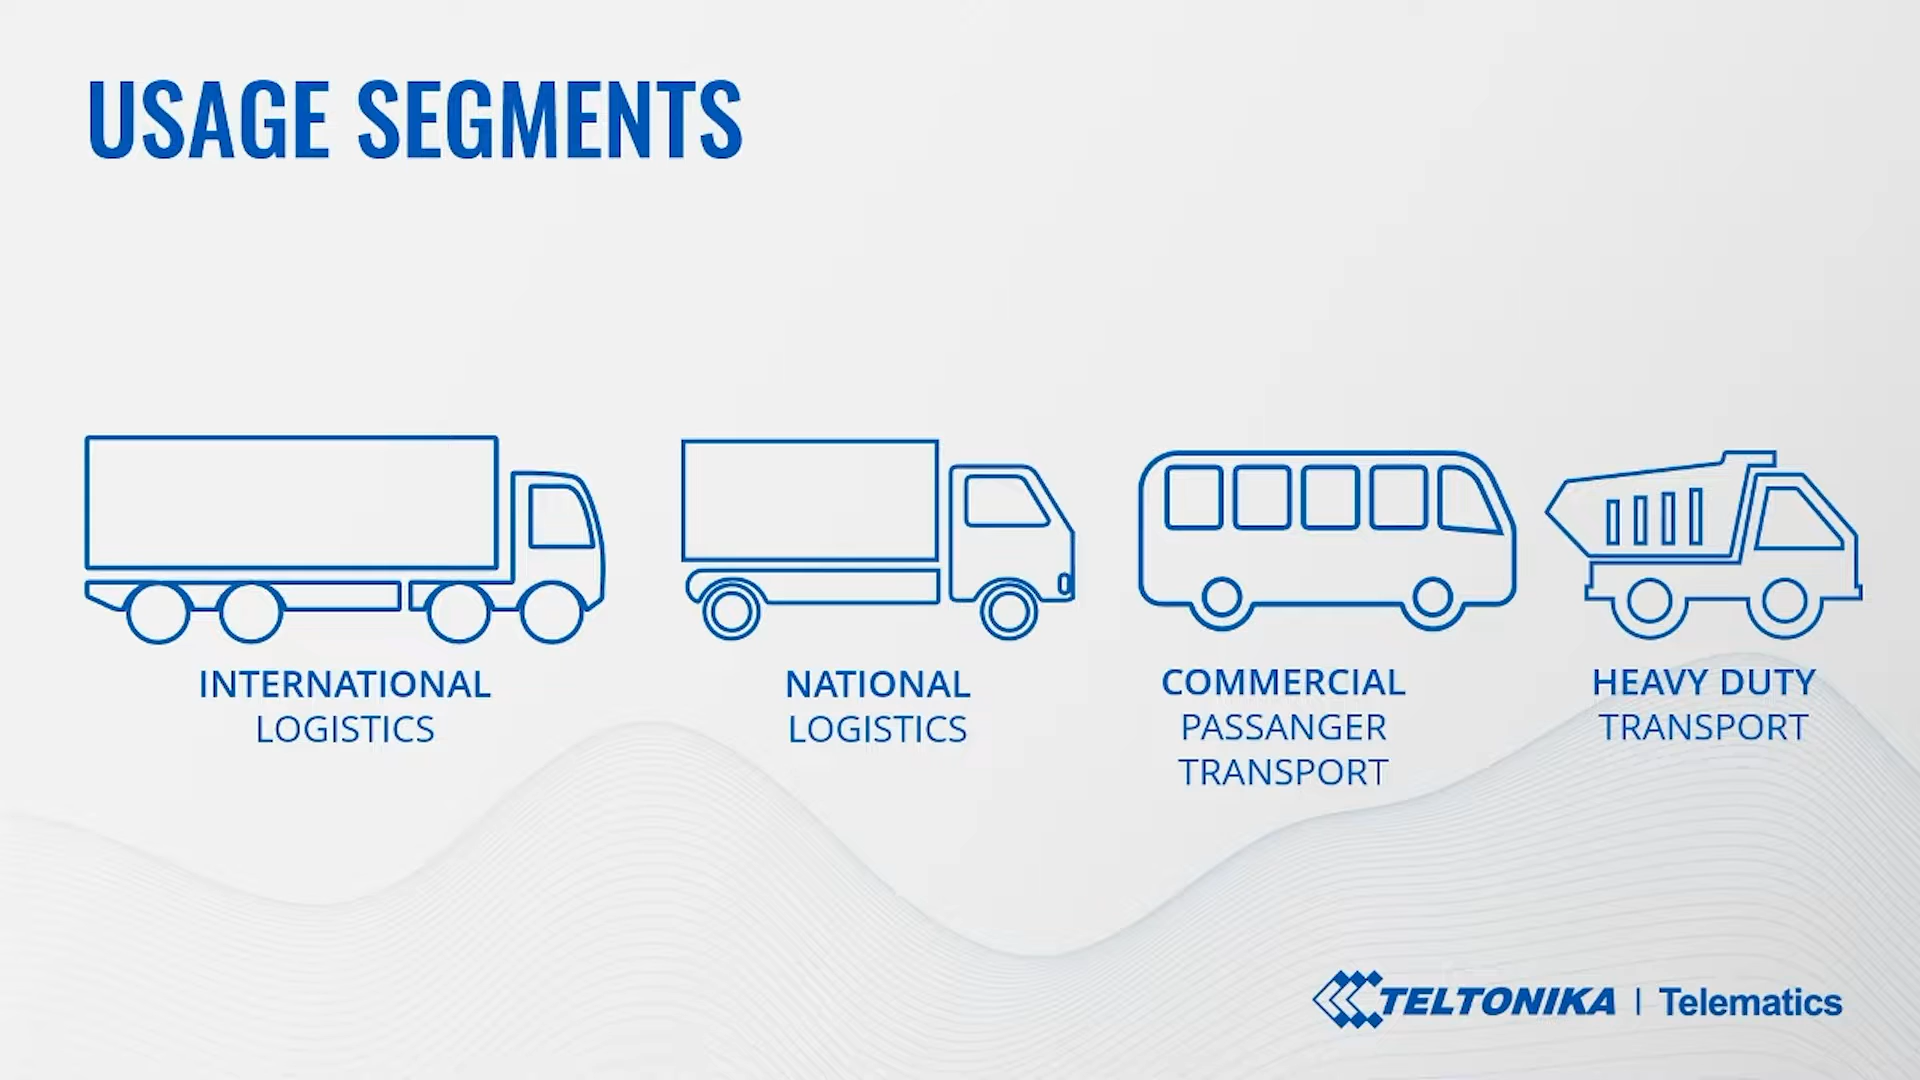 USAGE SEGMENTS
INTERNATIONAL
LOGISTICS
NATIONAL
LOGISTICS
COMMERCIAL
PASSANGER
TRANSPORT
HEAVY DUTY
TRANSPORT
TELTONIKA | Telematics